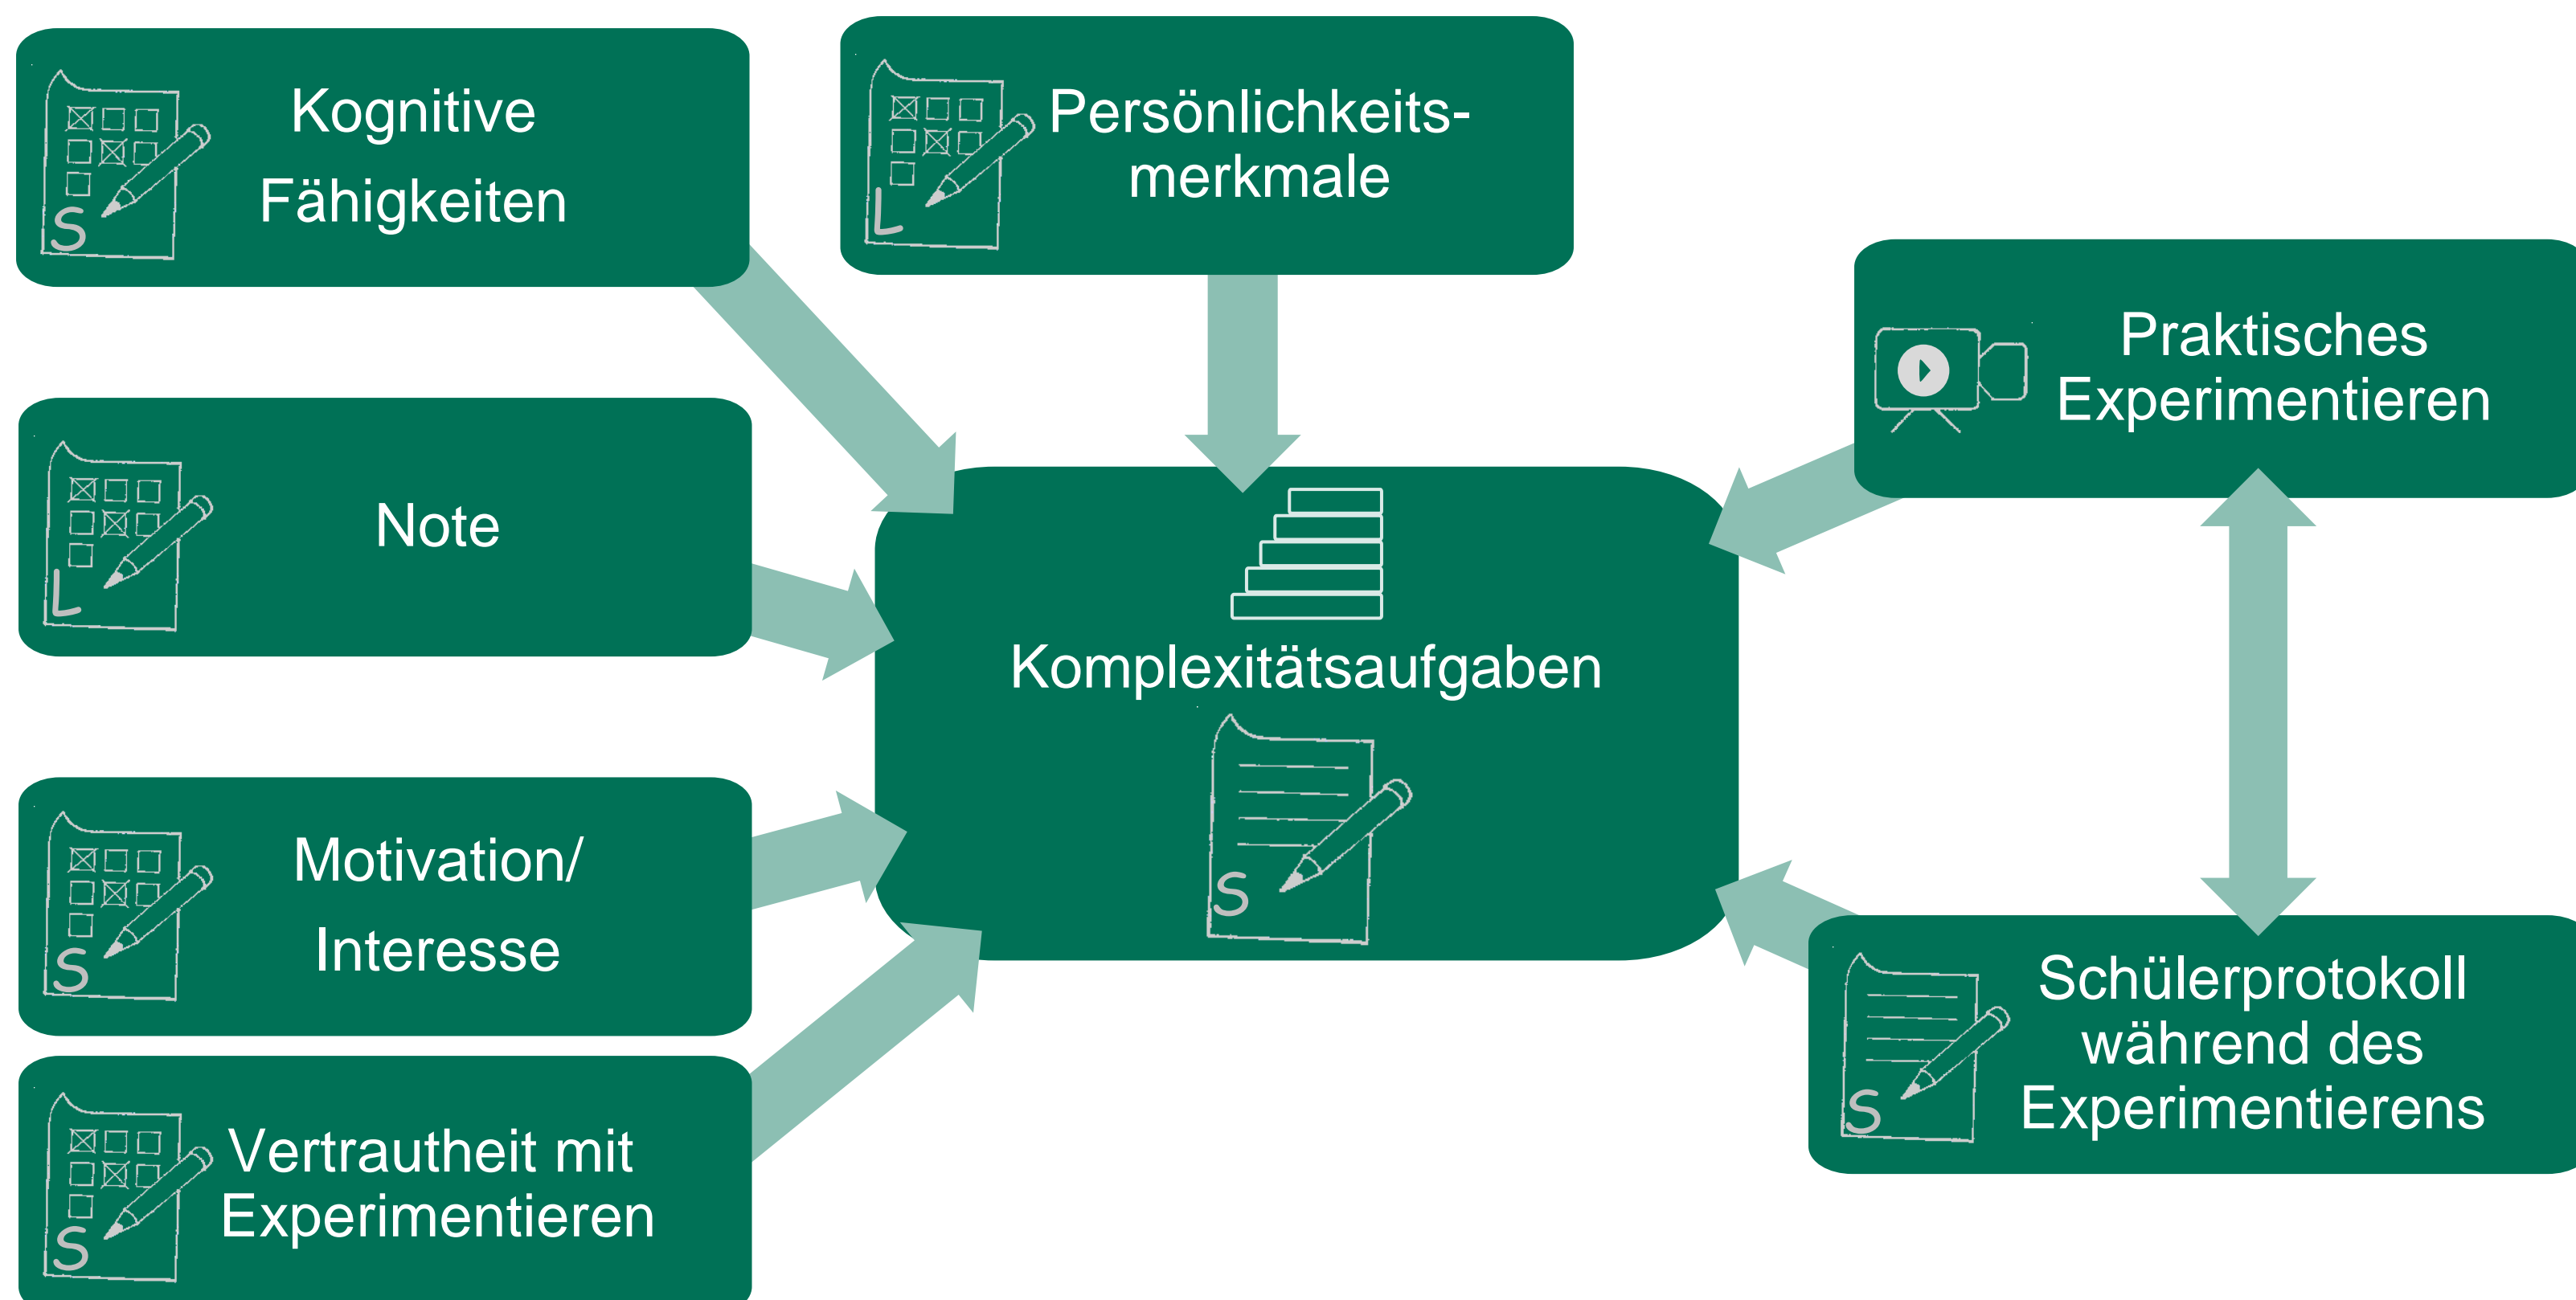 S
Kognitive
Fähigkeiten
L
Persönlichkeits-
merkmale
L
Note
S
Motivation/
Interesse
S
Vertrautheit mit
Experimentieren
Komplexitätsaufgaben
S
Praktisches
Experimentieren
S
Schülerprotokoll
während des
Experimentierens